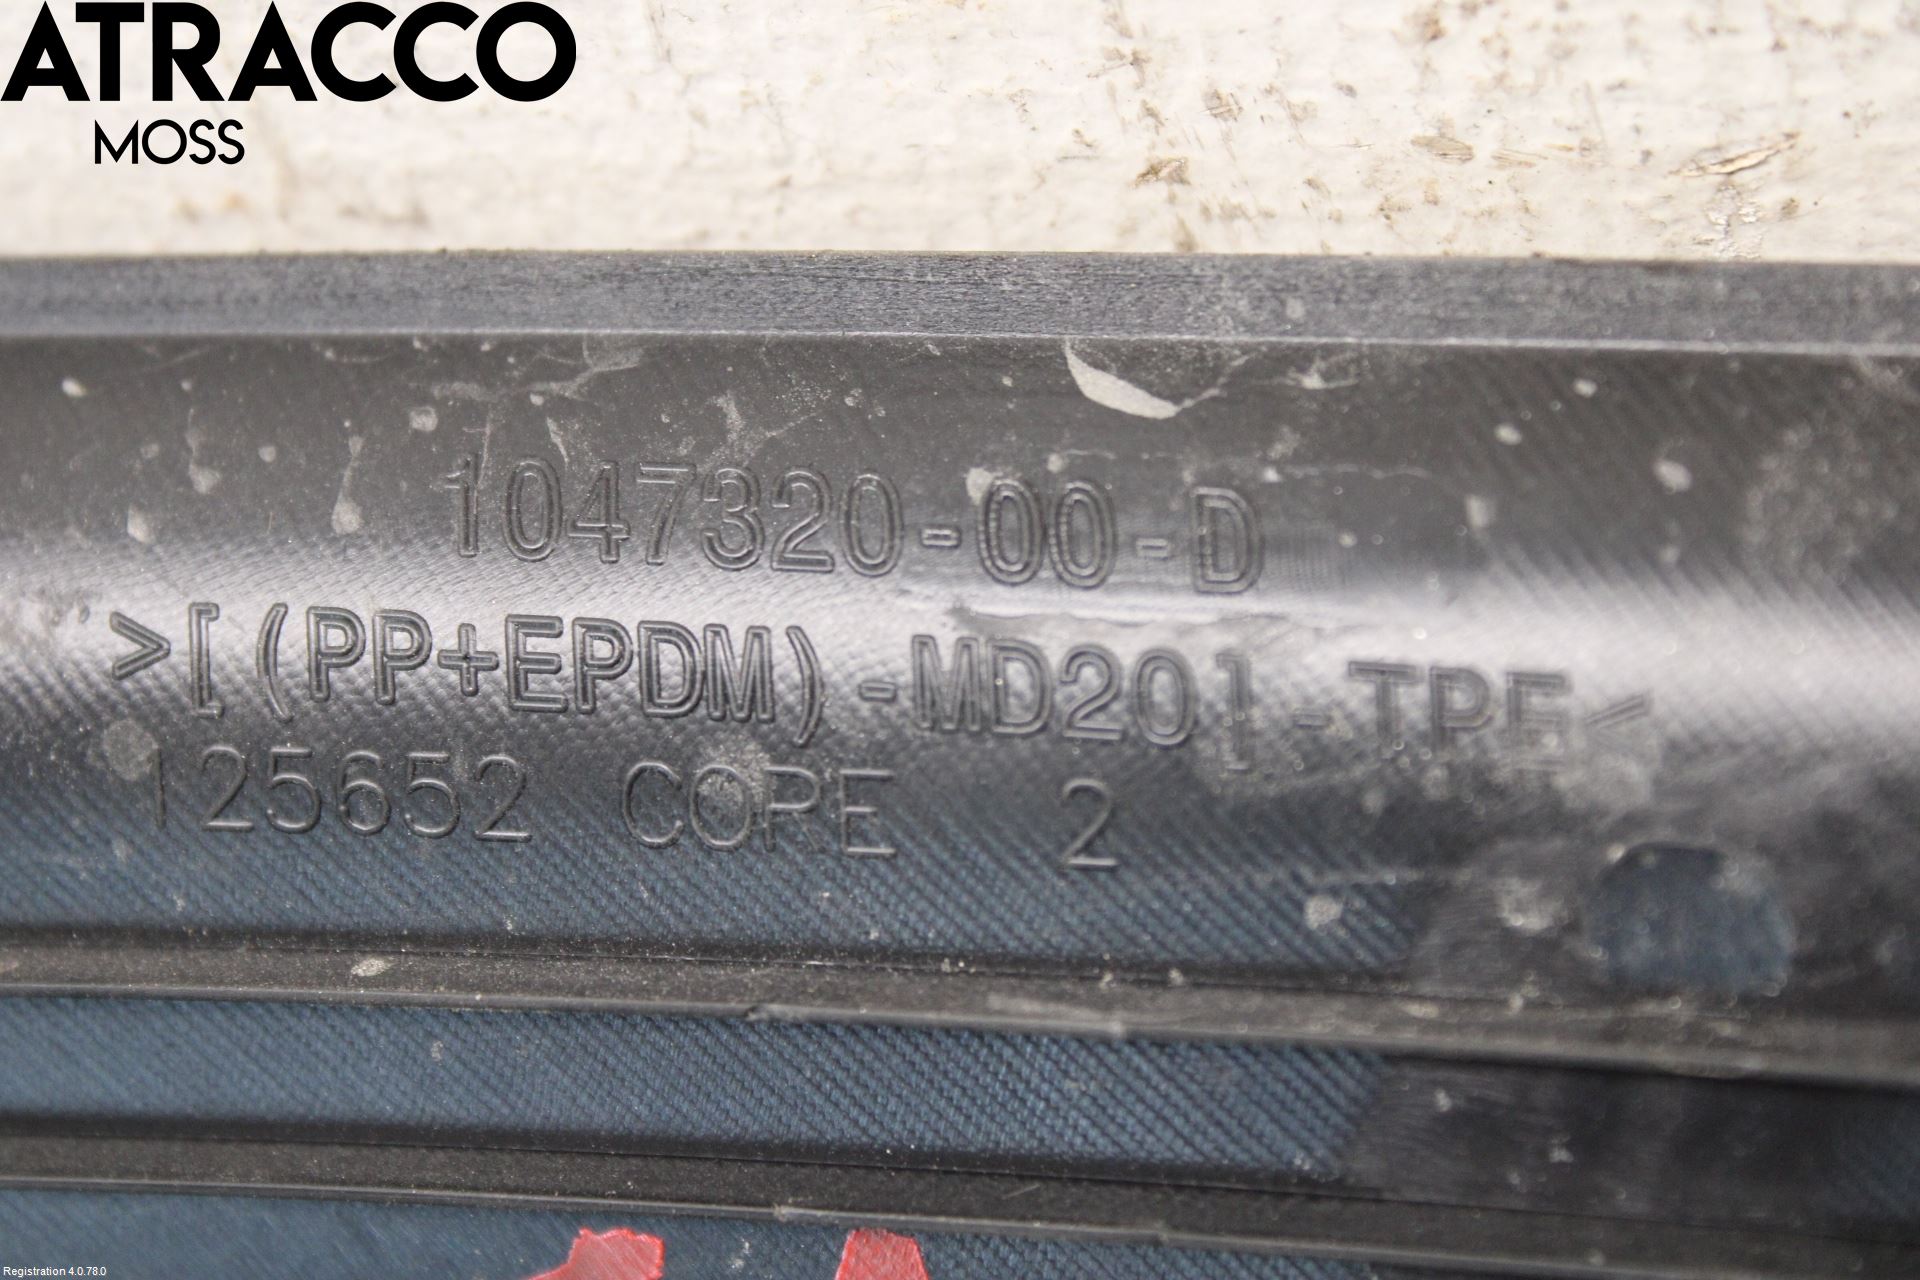 ATRACCO
MOSS
1047320-00-D
>[(PP+EPDM)-MD20]-TPE<
125652 CORE 2
Registration 4.0.78.0